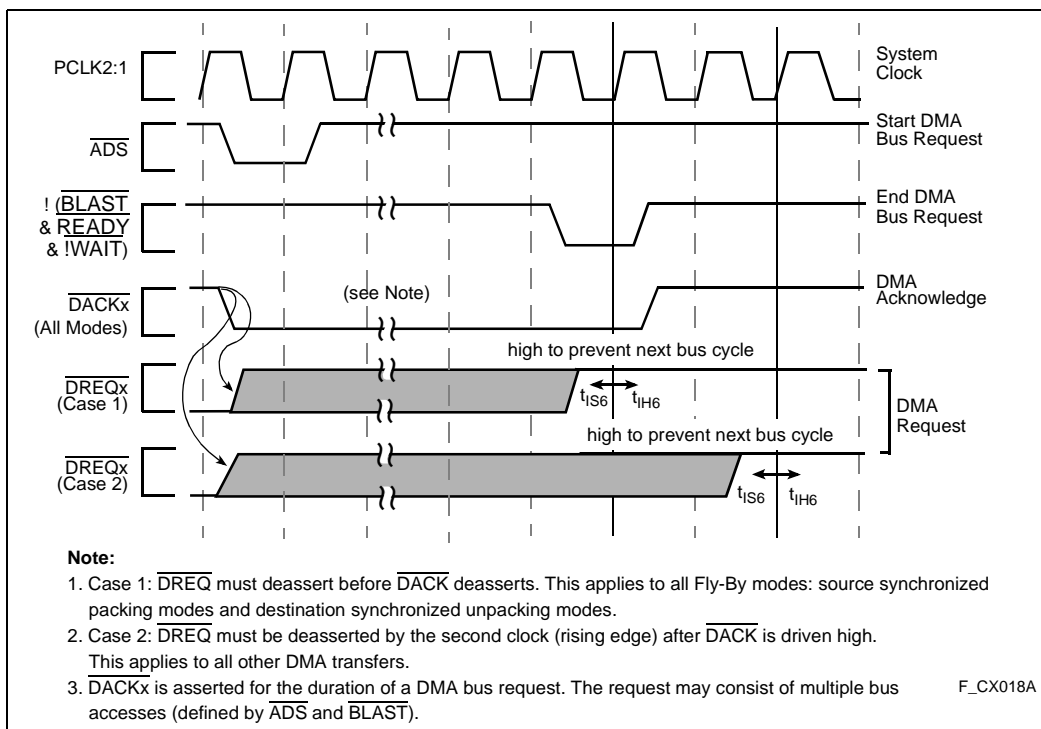 PCLK2:1
System
Clock
ADS
Start DMA
Bus Request
! (BLAST
& READY
& !WAIT)
End DMA
Bus Request
DACKx
(All Modes)
(see Note)
DMA
Acknowledge
high to prevent next bus cycle
DREQx
(Case 1)
tIS6
tIH6
DMA
Request
high to prevent next bus cycle
DREQx
(Case 2)
tIS6
tIH6
Note:
1. Case 1: DREQ must deassert before DACK deasserts. This applies to all Fly-By modes: source synchronized
packing modes and destination synchronized unpacking modes.
2. Case 2: DREQ must be deasserted by the second clock (rising edge) after DACK is driven high.
This applies to all other DMA transfers.
3. DACKx is asserted for the duration of a DMA bus request. The request may consist of multiple bus
accesses (defined by ADS and BLAST).
F_CX018A